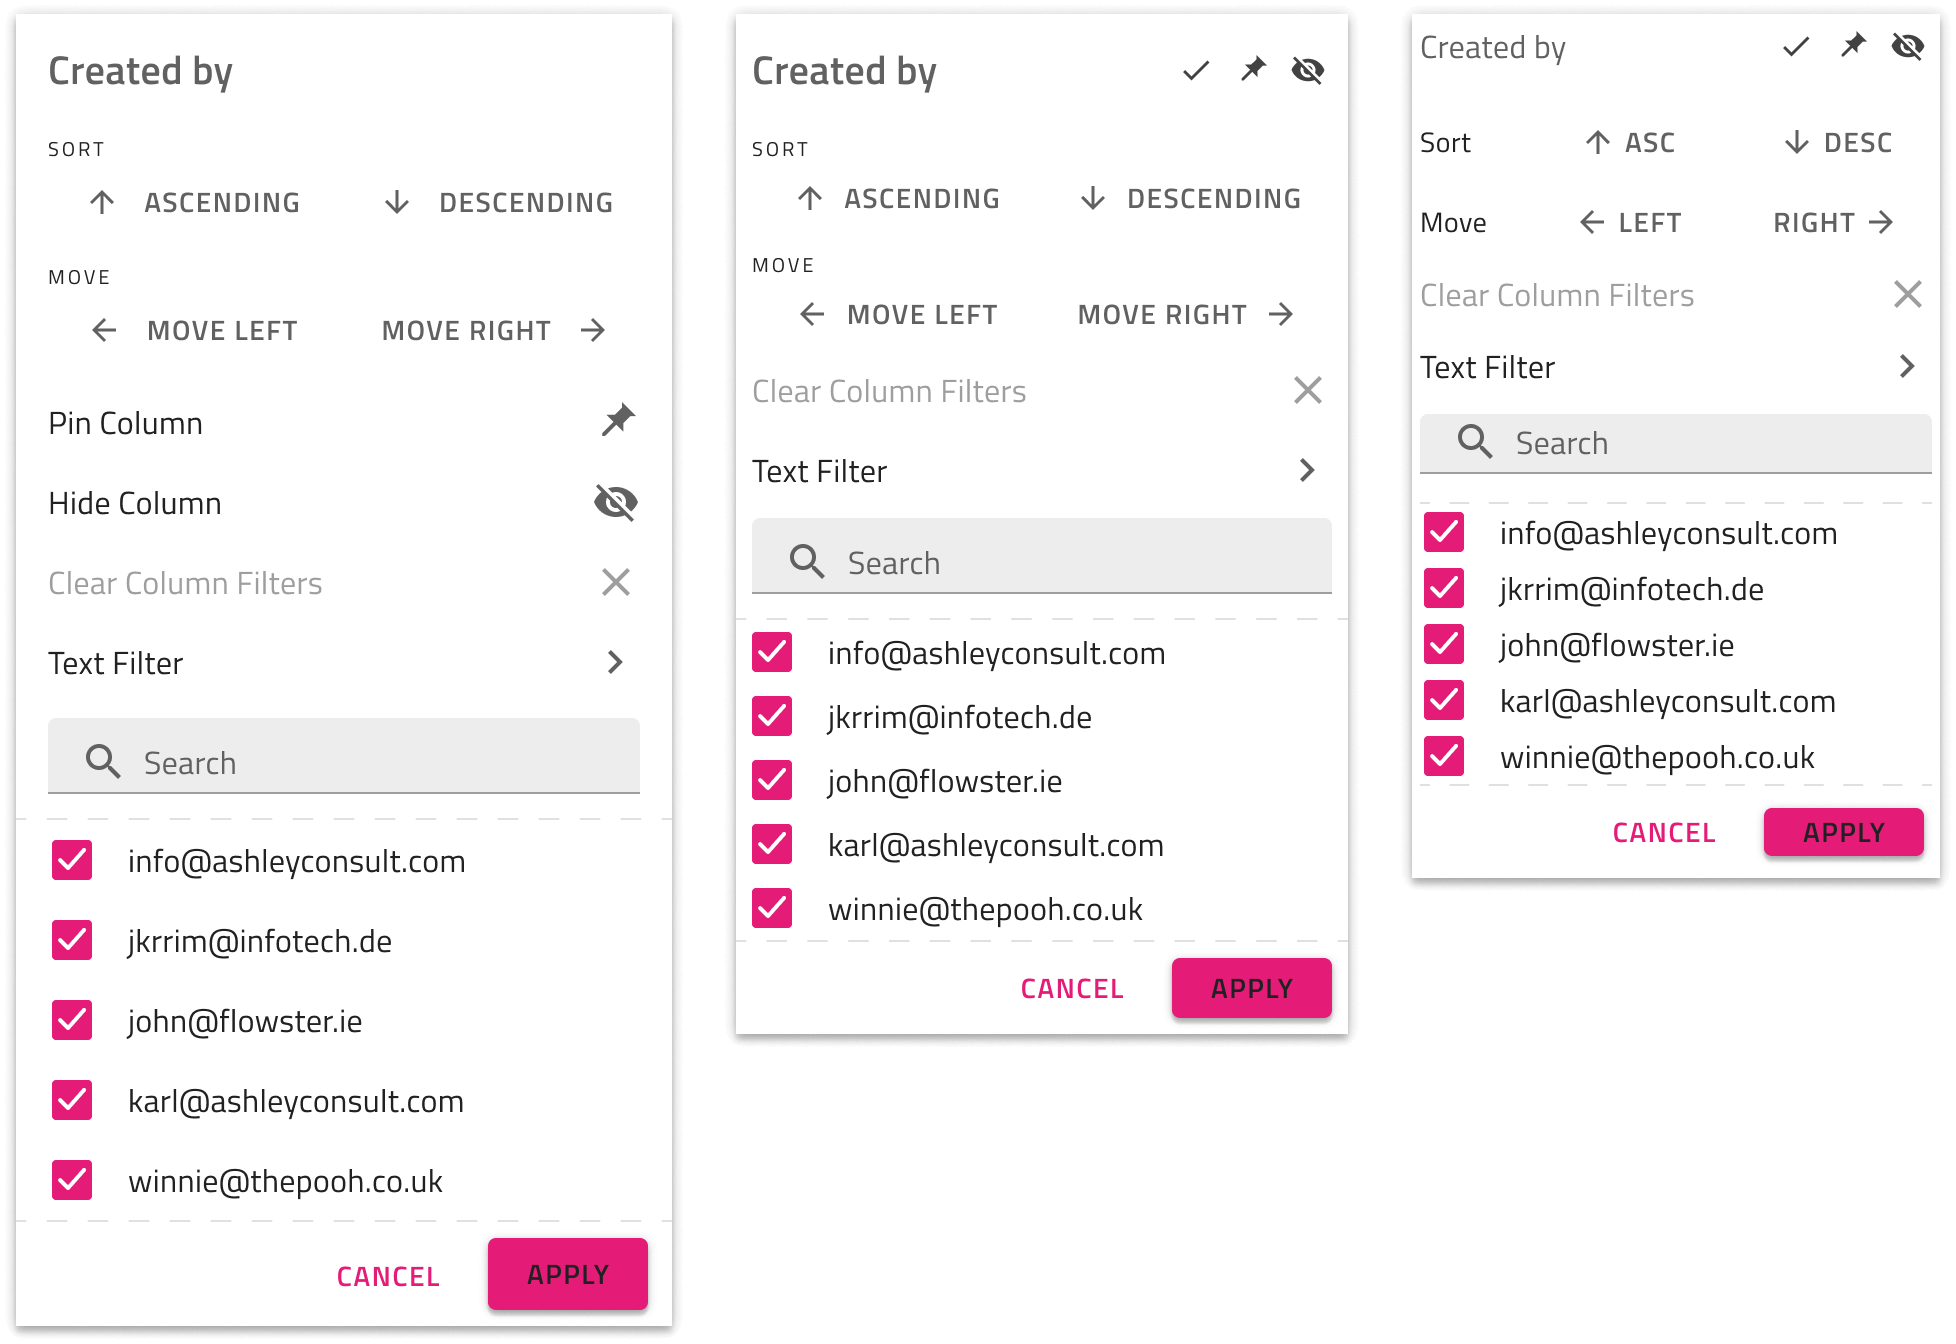 Created by
SORT
ASCENDING DESCENDING
MOVE
MOVE LEFT MOVE RIGHT
Pin Column
Hide Column
Clear Column Filters
Text Filter
Search
info@ashleyconsult.com
jkrrim@infotech.de
john@flowster.ie
karl@ashleyconsult.com
winnie@thepooh.co.uk
CANCEL APPLY
Created by
SORT
ASCENDING DESCENDING
MOVE
MOVE LEFT MOVE RIGHT
Clear Column Filters
Text Filter
Search
info@ashleyconsult.com
jkrrim@infotech.de
john@flowster.ie
karl@ashleyconsult.com
winnie@thepooh.co.uk
CANCEL APPLY
Created by
Sort ASC DESC
Move LEFT RIGHT
Clear Column Filters
Text Filter
Search
info@ashleyconsult.com
jkrrim@infotech.de
john@flowster.ie
karl@ashleyconsult.com
winnie@thepooh.co.uk
CANCEL APPLY